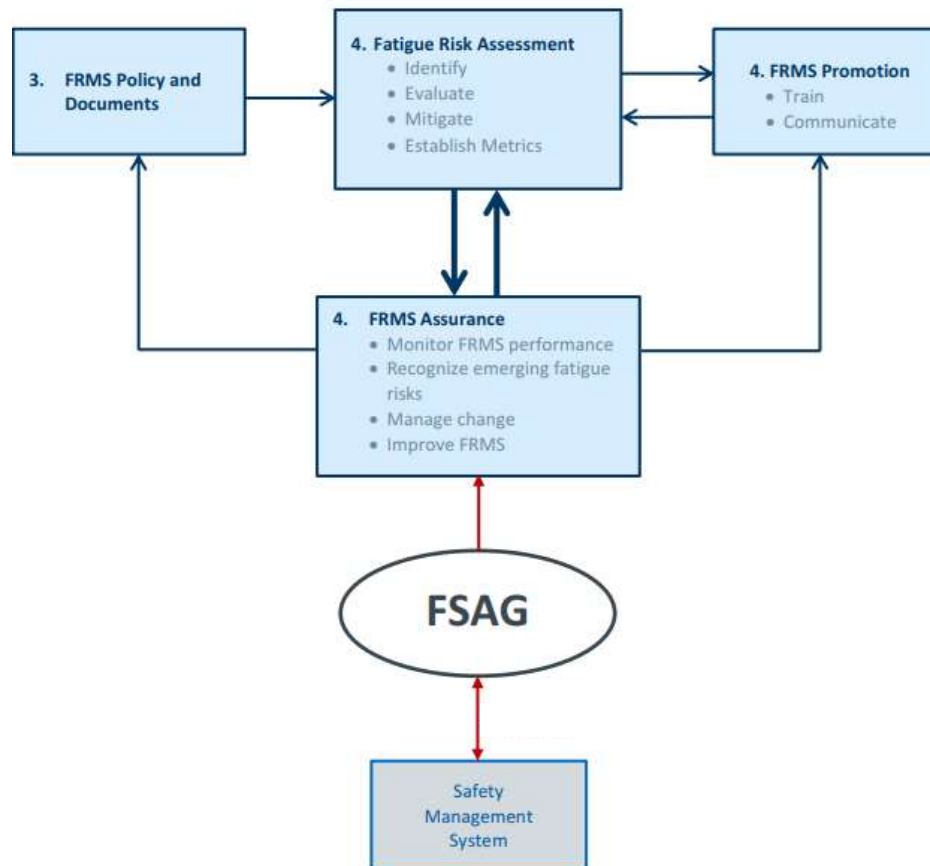 3. FRMS Policy and
Documents
4. Fatigue Risk Assessment
• Identify
• Evaluate
• Mitigate
• Establish Metrics
4. FRMS Promotion
• Train
• Communicate
4. FRMS Assurance
• Monitor FRMS performance
• Recognize emerging fatigue
risks
• Manage change
• Improve FRMS
FSAG
Safety
Management
System